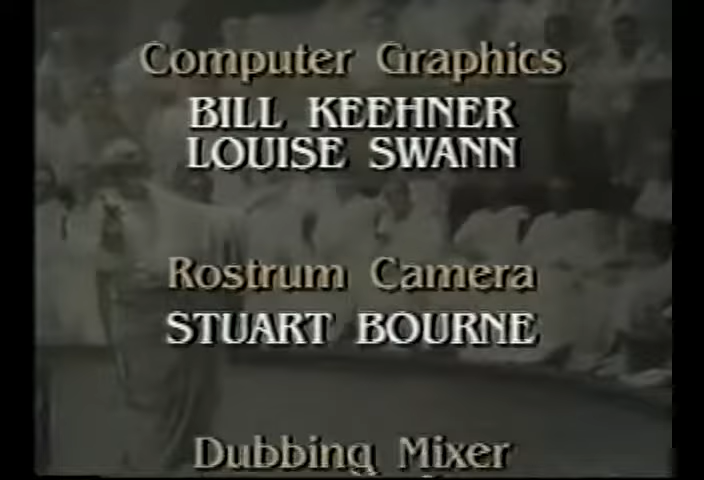 Computer Graphics
BILL KEEHNER
LOUISE SWANN
Rostrum Camera
STUART BOURNE
Dubbing Mixer